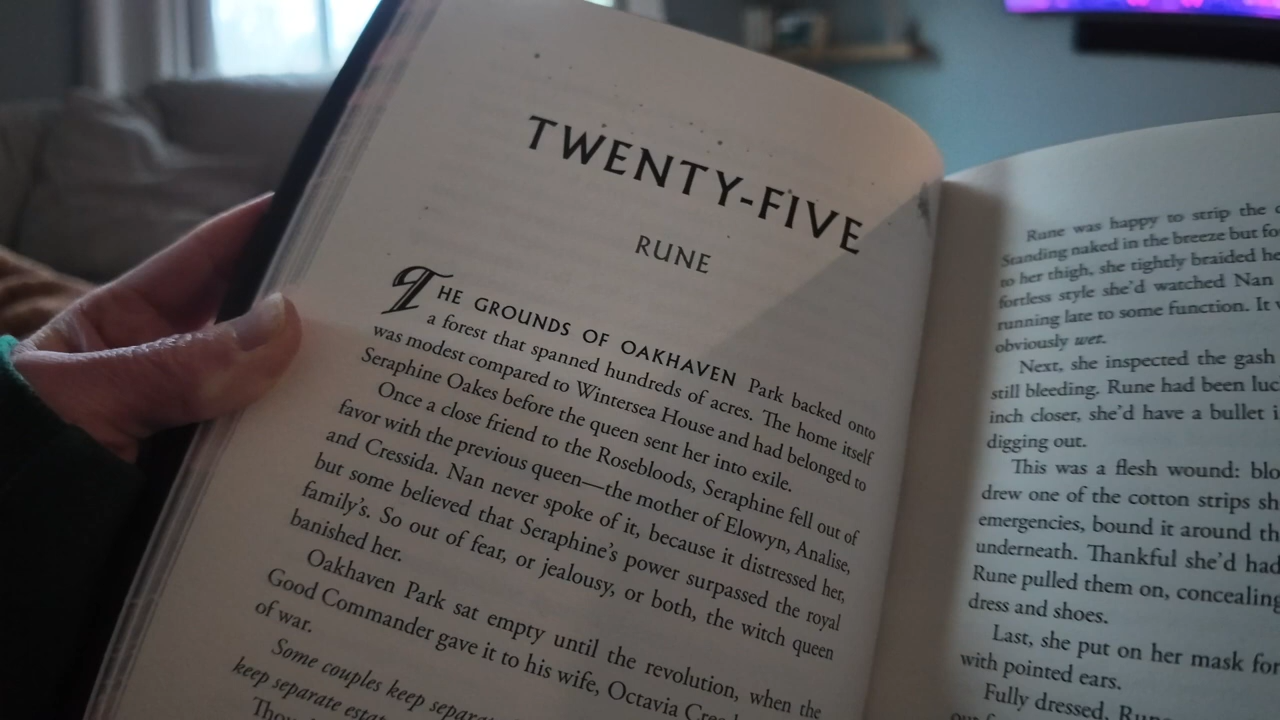 TWENTY-FIVE
RUNE
THE GROUNDS OF OAKHAVEN Park backed onto
a forest that spanned hundreds of acres. The home itself
was modest compared to Wintersea House and had belonged to
Seraphine Oakes before the queen sent her into exile.
Once a close friend to the Rosebloods, Seraphine fell out of
favor with the previous queen—the mother of Elowyn, Analise,
and Cressida. Nan never spoke of it, because it distressed her,
but some believed that Seraphine's power surpassed the royal
family's. So out of fear, or jealousy, or both, the witch queen
banished her.
Oakhaven Park sat empty until the revolution, when the
Good Commander gave it to his wife, Octavia
of war.
Some couples keep
keep separate
Rune was happy to strip the
Standing naked in the breeze but
to her thigh, she tightly braided
fortless style she'd watched Nan
running late to some function. It
obviously wet.
Next, she inspected the gash
still bleeding. Rune had been
inch closer, she'd have a bullet
digging out.
This was a flesh wound:
drew one of the cotton strips
emergencies, bound it around
underneath. Thankful she'd had
Rune pulled them on, concealing
dress and shoes.
Last, she put on her mask
with pointed ears.
Fully dressed,